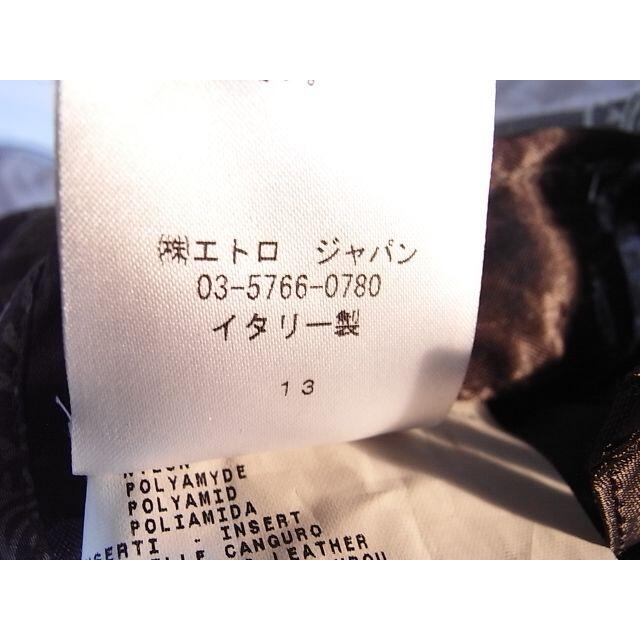 ㈱エトロ ジャパン
03-5766-0780
イタリー製
13
NYLON
POLYAMYDE
POLYAMID
POLIAMIDA
INSERTI - INSERT
CANGURO
LEATHER